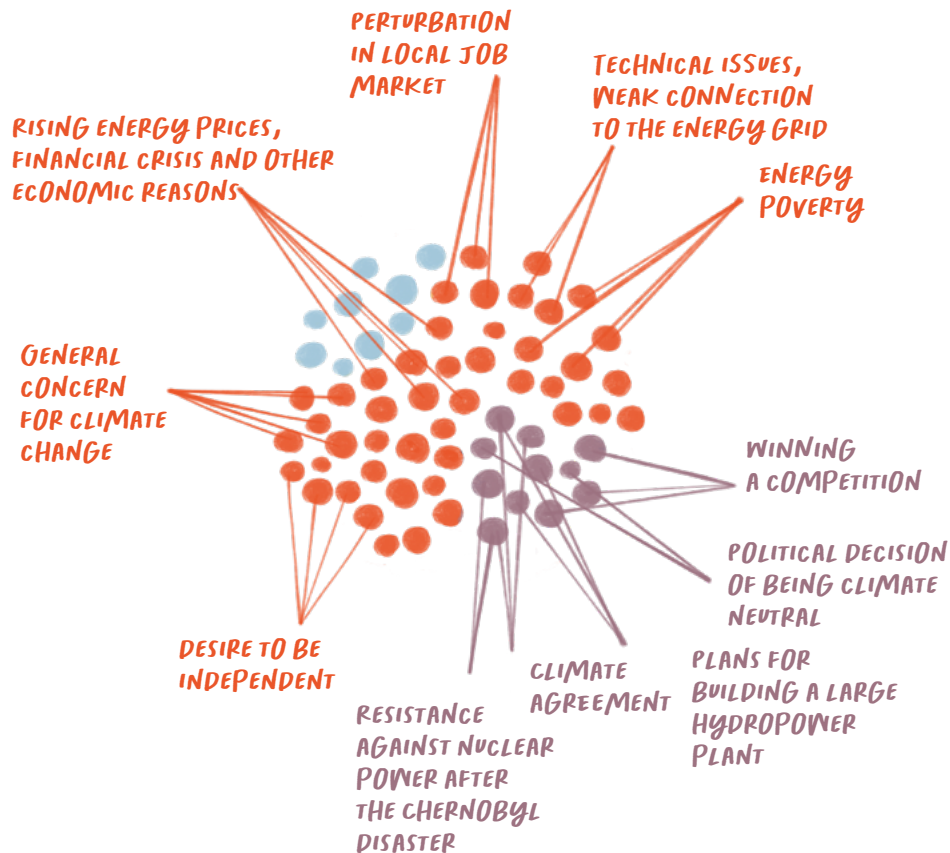 PERTURBATION
IN LOCAL JOB
MARKET
TECHNICAL ISSUES,
WEAK CONNECTION
TO THE ENERGY GRID
RISING ENERGY PRICES,
FINANCIAL CRISIS AND OTHER
ECONOMIC REASONS
ENERGY
POVERTY
GENERAL
CONCERN
FOR CLIMATE
CHANGE
WINNING
A COMPETITION
POLITICAL DECISION
OF BEING CLIMATE
NEUTRAL
DESIRE TO BE
INDEPENDENT
CLIMATE
AGREEMENT
PLANS FOR
BUILDING A LARGE
HYDROPOWER
PLANT
RESISTANCE
AGAINST NUCLEAR
POWER AFTER
THE CHERNOBYL
DISASTER